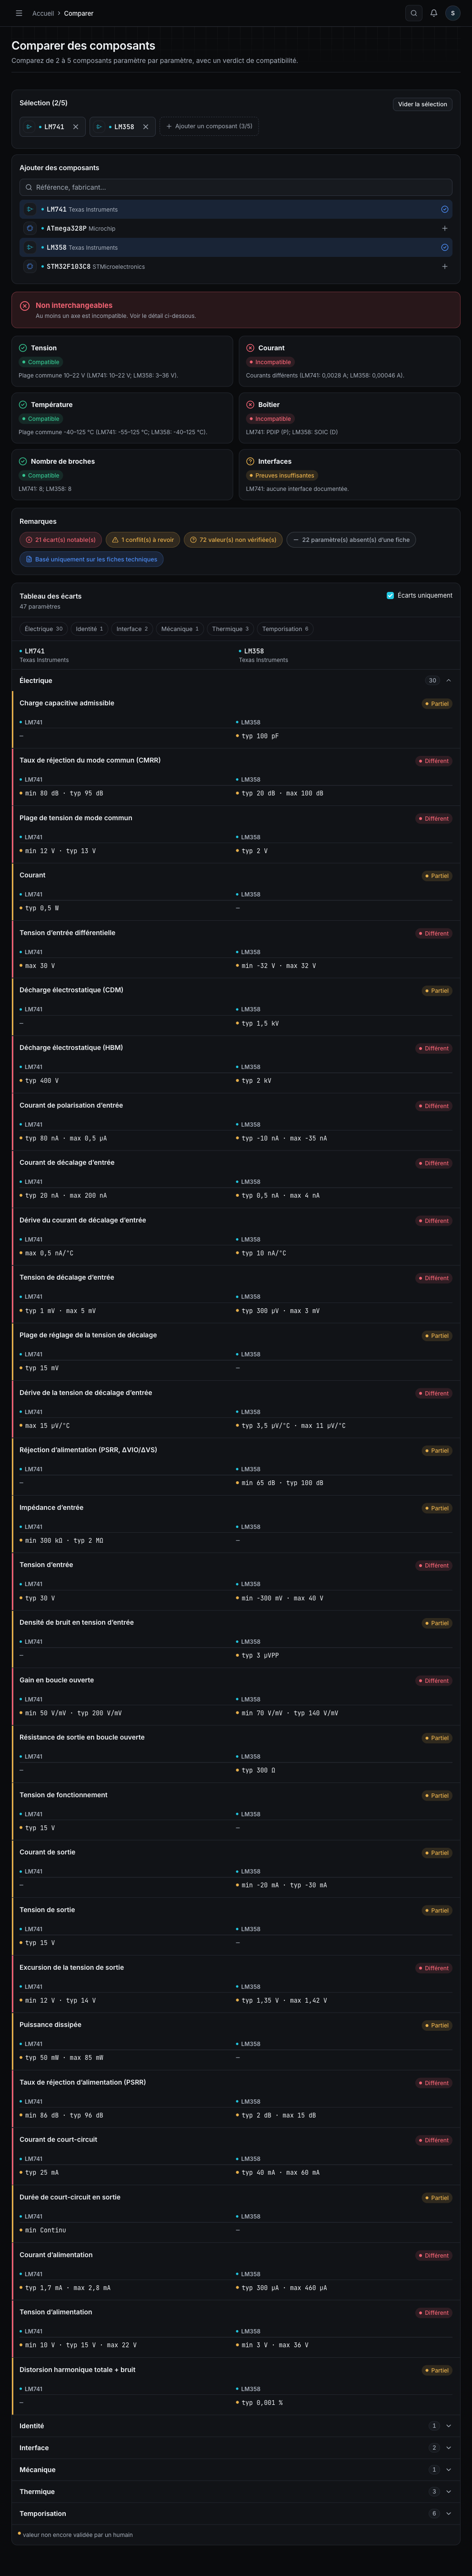 Accueil > Comparer
S
Comparer des composants
Comparez de 2 à 5 composants paramètre par paramètre, avec un verdict de compatibilité.
Sélection (2/5)
Vider la sélection
LM741
LM358
Ajouter un composant (3/5)
Ajouter des composants
Référence, fabricant…
LM741 Texas Instruments
ATmega328P Microchip
LM358 Texas Instruments
STM32F103C8 STMicroelectronics
Non interchangeables
Au moins un axe est incompatible. Voir le détail ci-dessous.
Tension
Compatible
Plage commune 10–22 V (LM741: 10–22 V; LM358: 3–36 V).
Courant
Incompatible
Courants différents (LM741: 0,0028 A; LM358: 0,00046 A).
Température
Compatible
Plage commune -40–125 °C (LM741: -55–125 °C; LM358: -40–125 °C).
Boîtier
Incompatible
LM741: PDIP (P); LM358: SOIC (D)
Nombre de broches
Compatible
LM741: 8; LM358: 8
Interfaces
Preuves insuffisantes
LM741: aucune interface documentée.
Remarques
21 écart(s) notable(s)
1 conflit(s) à revoir
72 valeur(s) non vérifiée(s)
22 paramètre(s) absent(s) d'une fiche
Basé uniquement sur les fiches techniques
Tableau des écarts
47 paramètres
Écarts uniquement
Électrique 30
Identité 1
Interface 2
Mécanique 1
Thermique 3
Temporisation 6
LM741
Texas Instruments
LM358
Texas Instruments
Électrique
30
Charge capacitive admissible
Partiel
LM741
LM358
—
typ 100 pF
Taux de réjection du mode commun (CMRR)
Différent
LM741
LM358
min 80 dB · typ 95 dB
typ 20 dB · max 100 dB
Plage de tension de mode commun
Différent
LM741
LM358
min 12 V · typ 13 V
typ 2 V
Courant
Partiel
LM741
LM358
typ 0,5 W
—
Tension d'entrée différentielle
Différent
LM741
LM358
max 30 V
min -32 V · max 32 V
Décharge électrostatique (CDM)
Partiel
LM741
LM358
—
typ 1,5 kV
Décharge électrostatique (HBM)
Différent
LM741
LM358
typ 400 V
typ 2 kV
Courant de polarisation d'entrée
Différent
LM741
LM358
typ 80 nA · max 0,5 µA
typ -10 nA · max -35 nA
Courant de décalage d'entrée
Différent
LM741
LM358
typ 20 nA · max 200 nA
typ 0,5 nA · max 4 nA
Dérive du courant de décalage d'entrée
Différent
LM741
LM358
max 0,5 nA/°C
typ 10 nA/°C
Tension de décalage d'entrée
Différent
LM741
LM358
typ 1 mV · max 5 mV
typ 300 µV · max 3 mV
Plage de réglage de la tension de décalage
Partiel
LM741
LM358
typ 15 mV
—
Dérive de la tension de décalage d'entrée
Différent
LM741
LM358
max 15 µV/°C
typ 3,5 µV/°C · max 11 µV/°C
Réjection d'alimentation (PSRR, ΔVIO/ΔVS)
Partiel
LM741
LM358
—
min 65 dB · typ 100 dB
Impédance d'entrée
Partiel
LM741
LM358
min 300 kΩ · typ 2 MΩ
—
Tension d'entrée
Différent
LM741
LM358
typ 30 V
min -300 mV · max 40 V
Densité de bruit en tension d'entrée
Partiel
LM741
LM358
—
typ 3 µVPP
Gain en boucle ouverte
Différent
LM741
LM358
min 50 V/mV · typ 200 V/mV
min 70 V/mV · typ 140 V/mV
Résistance de sortie en boucle ouverte
Partiel
LM741
LM358
—
typ 300 Ω
Tension de fonctionnement
Partiel
LM741
LM358
typ 15 V
—
Courant de sortie
Partiel
LM741
LM358
—
min -20 mA · typ -30 mA
Tension de sortie
Partiel
LM741
LM358
typ 15 V
—
Excursion de la tension de sortie
Différent
LM741
LM358
min 12 V · typ 14 V
typ 1,35 V · max 1,42 V
Puissance dissipée
Partiel
LM741
LM358
typ 50 mW · max 85 mW
—
Taux de réjection d'alimentation (PSRR)
Différent
LM741
LM358
min 86 dB · typ 96 dB
typ 2 dB · max 15 dB
Courant de court-circuit
Différent
LM741
LM358
typ 25 mA
typ 40 mA · max 60 mA
Durée de court-circuit en sortie
Partiel
LM741
LM358
min Continu
—
Courant d'alimentation
Différent
LM741
LM358
typ 1,7 mA · max 2,8 mA
typ 300 µA · max 460 µA
Tension d'alimentation
Différent
LM741
LM358
min 10 V · typ 15 V · max 22 V
min 3 V · max 36 V
Distorsion harmonique totale + bruit
Partiel
LM741
LM358
—
typ 0,001 %
Identité
1
Interface
2
Mécanique
1
Thermique
3
Temporisation
6
valeur non encore validée par un humain